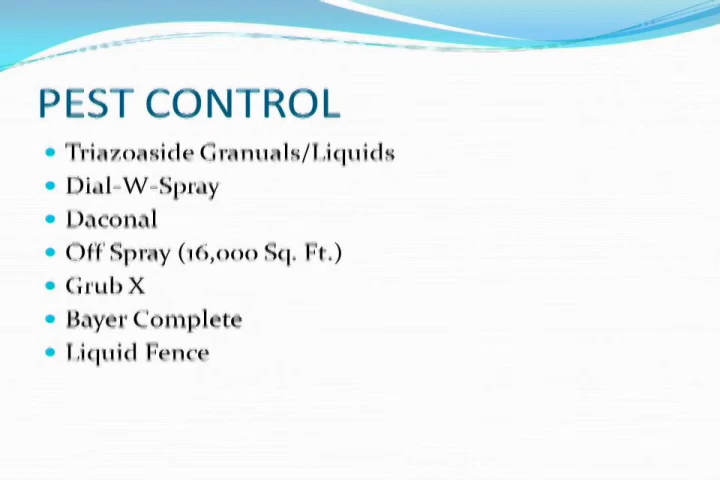 PEST CONTROL
• Triazoaside Granuals/Liquids
• Dial-W-Spray
• Daconal
• Off Spray (16,000 Sq. Ft.)
• Grub X
• Bayer Complete
• Liquid Fence